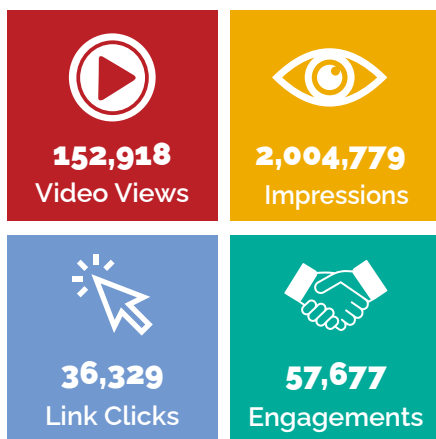 152,918
Video Views
2,004,779
Impressions
36,329
Link Clicks
57,677
Engagements